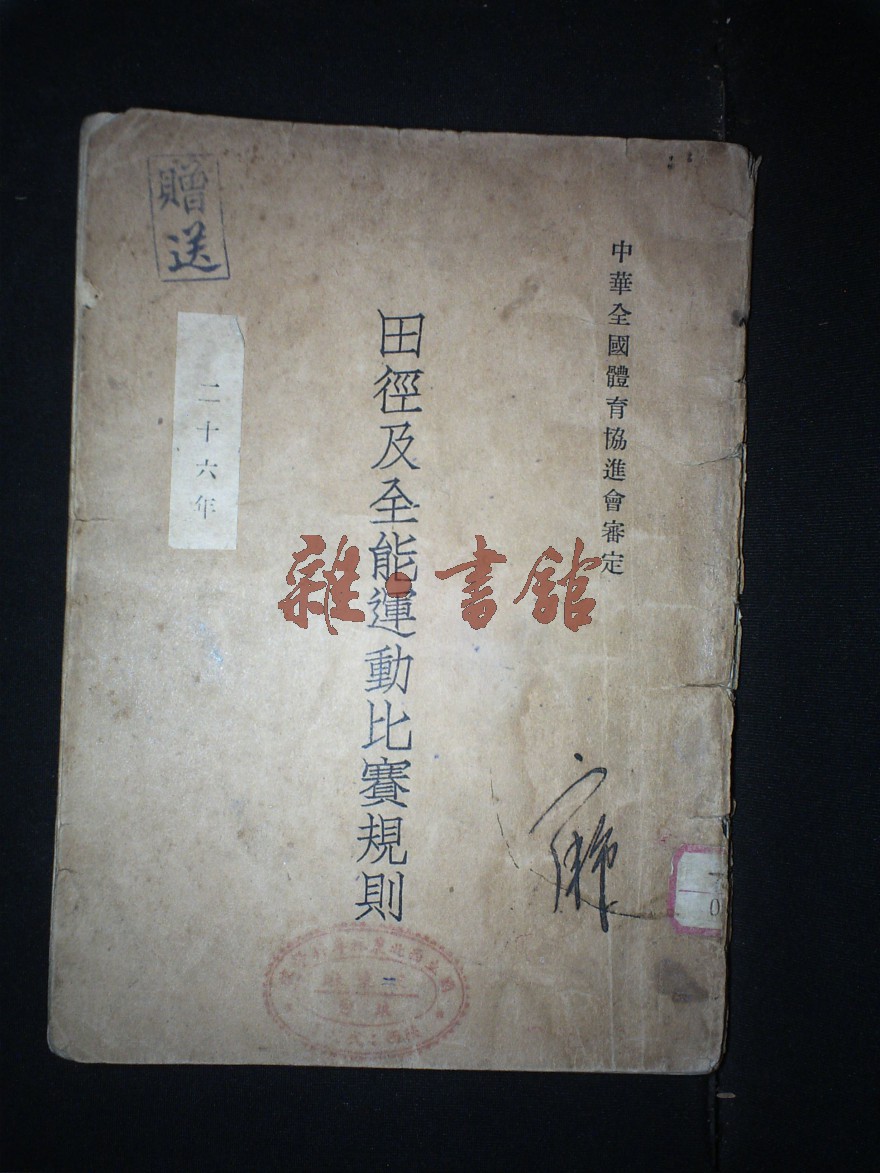 中華全國體育協進會審定
田徑及全能運動比賽規則
二十六年
贈送
雜·書館